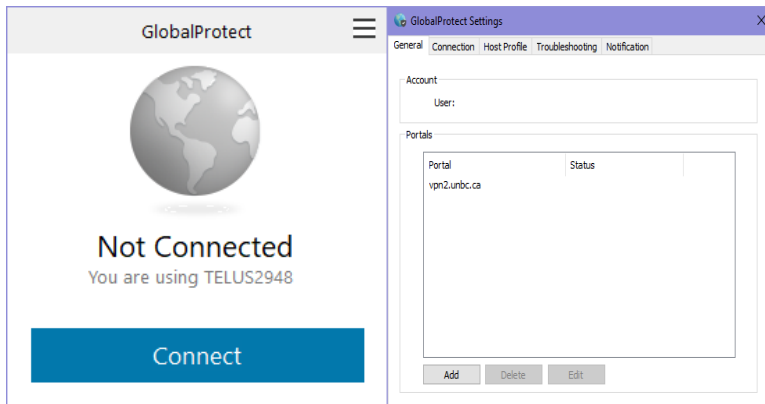 GlobalProtect
Not Connected
You are using TELUS2948
Connect
GlobalProtect Settings
General Connection Host Profile Troubleshooting Notification
Account
User:
Portals
Portal Status
vpn2.unbc.ca
Add Delete Edit